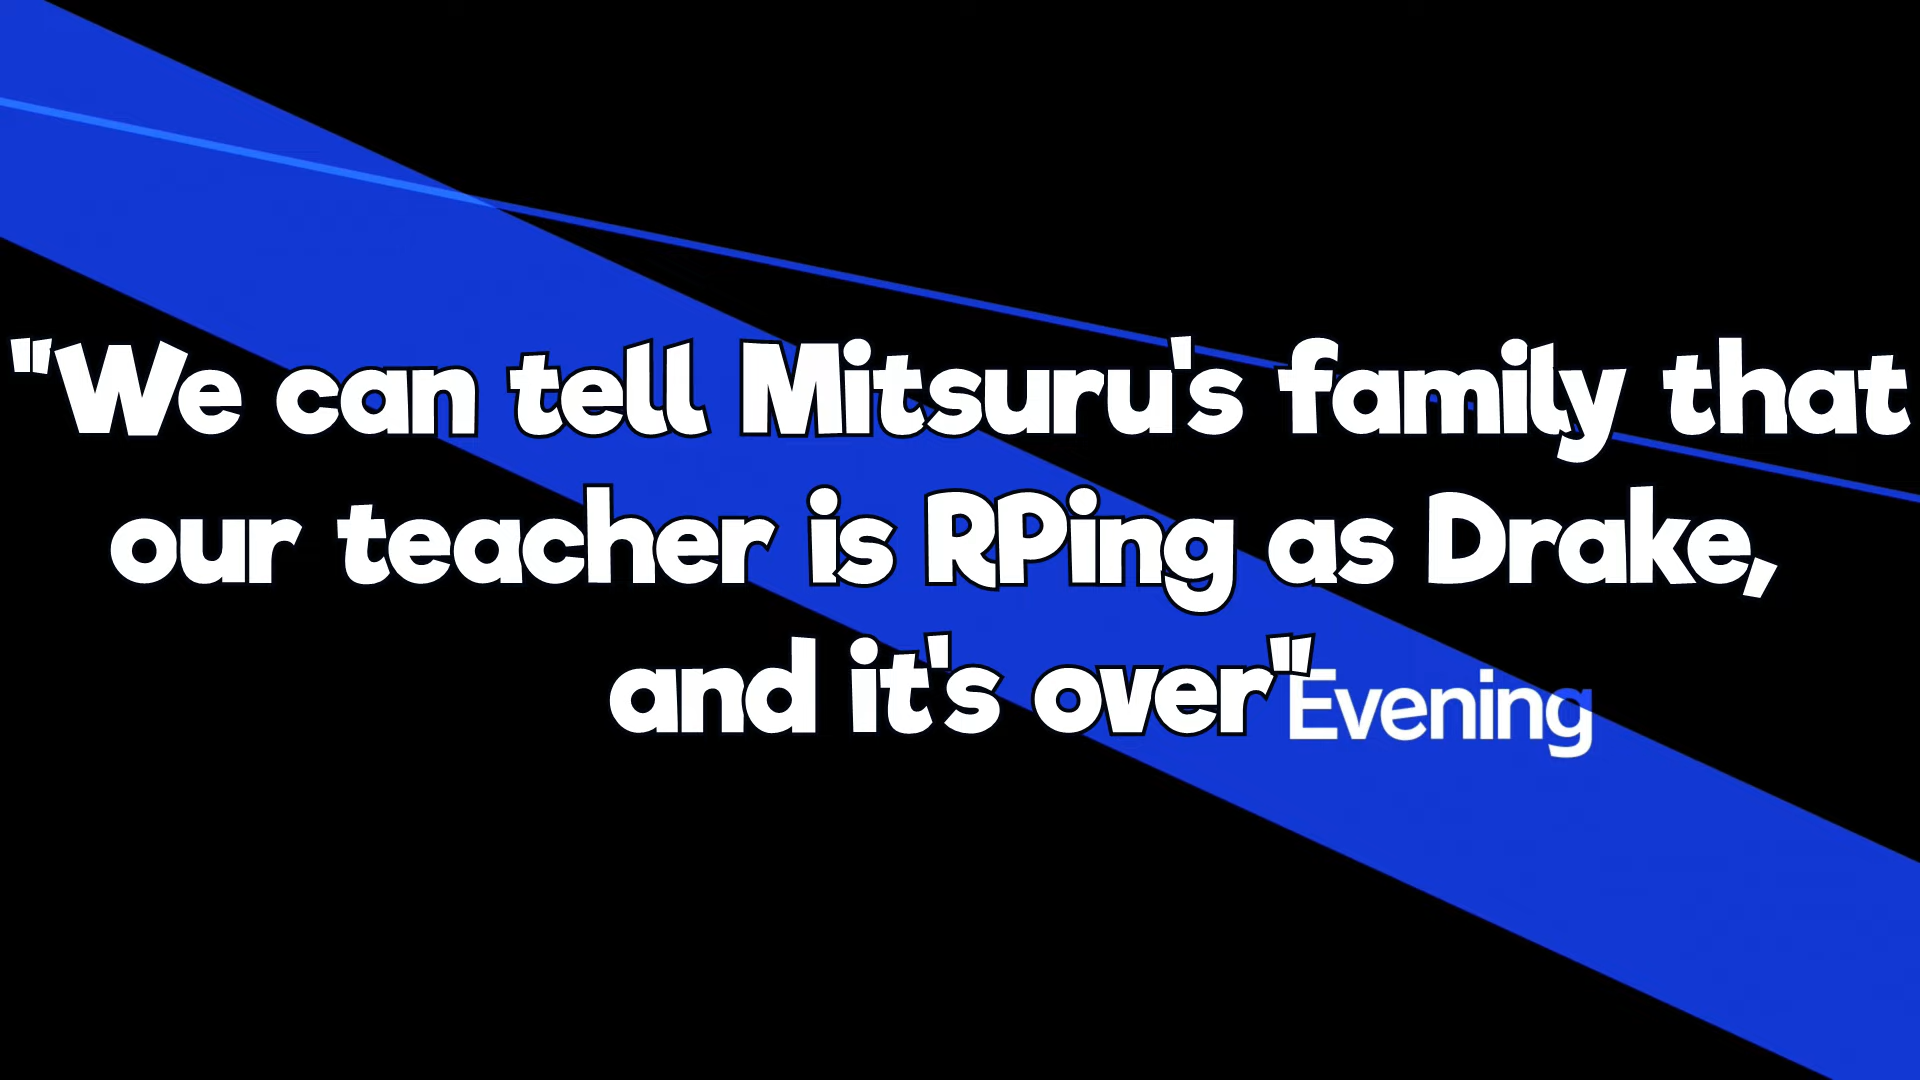 "We can tell Mitsuru's family that
our teacher is RPing as Drake,
and it's over"
Evening